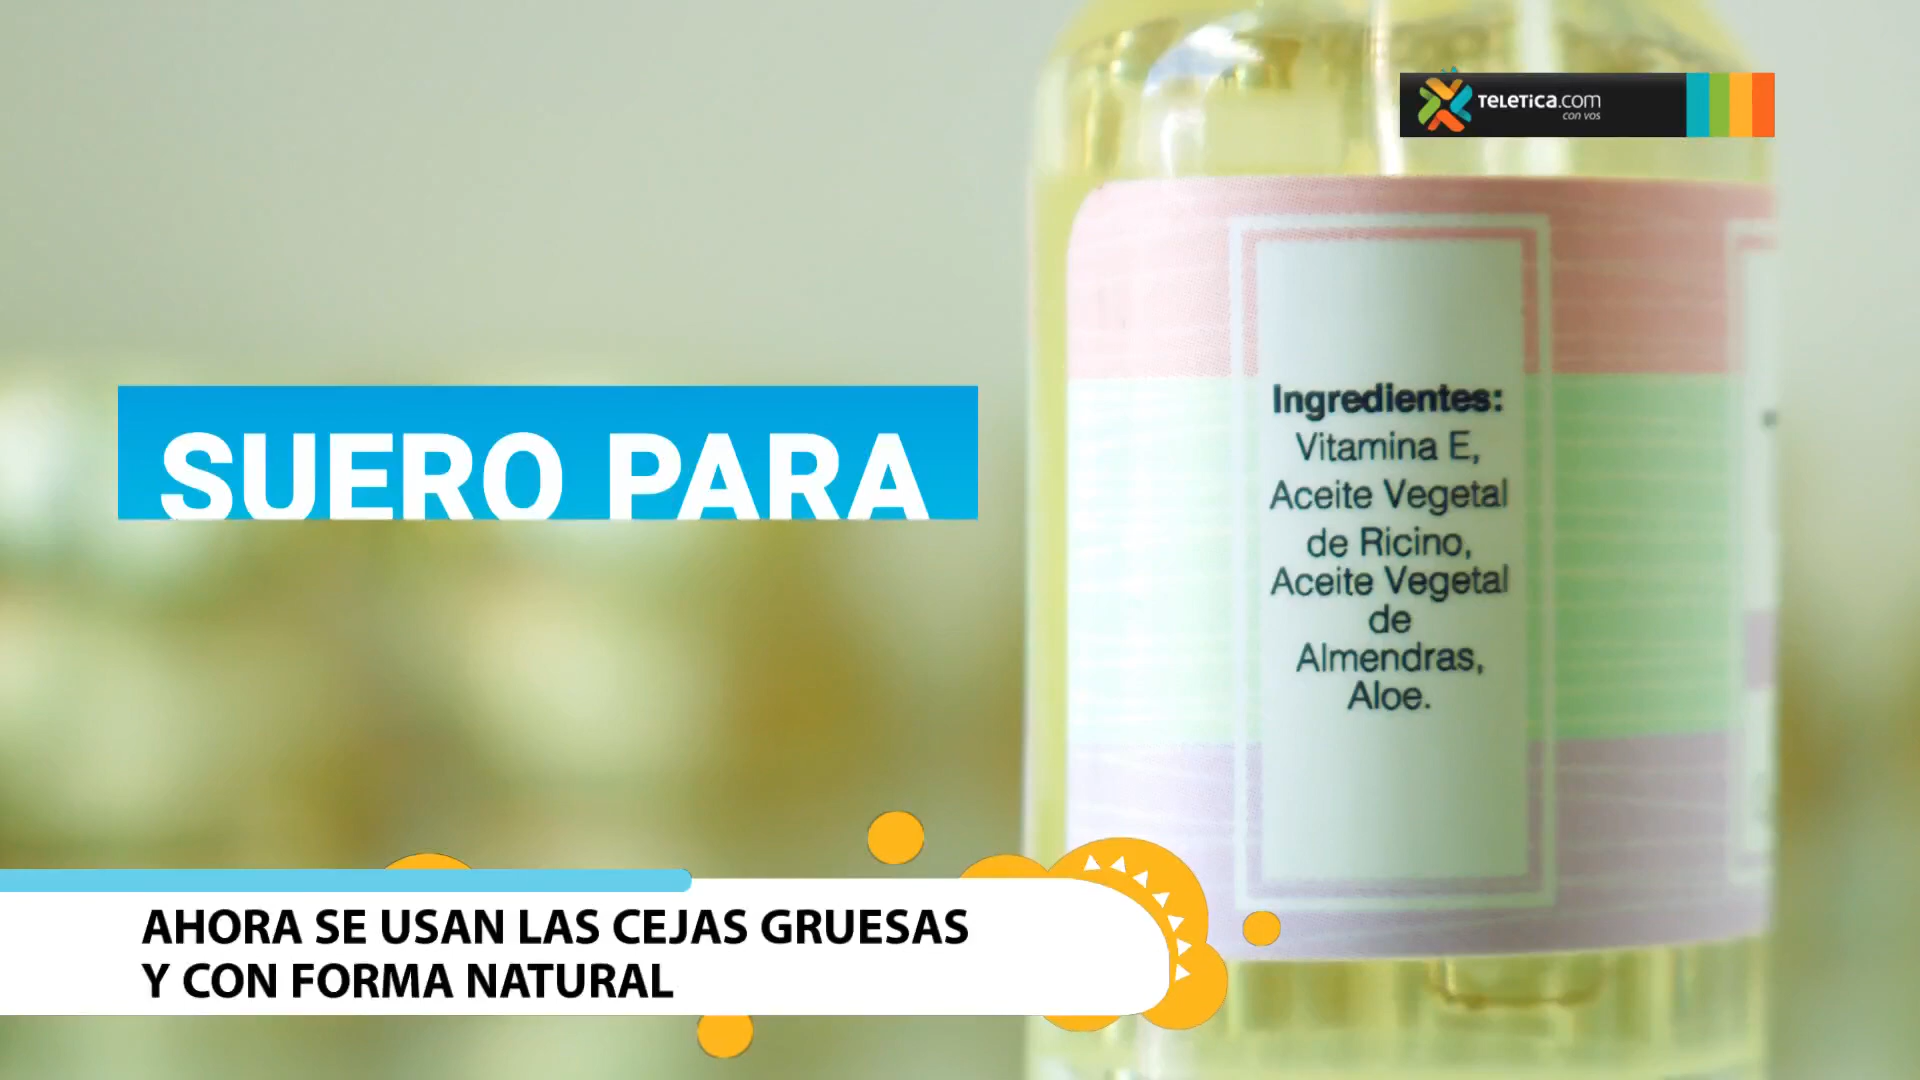 TELETICA.COM
con vos
SUERO PARA
Ingredientes:
Vitamina E,
Aceite Vegetal
de Ricino,
Aceite Vegetal
de
Almendras,
Aloe.
AHORA SE USAN LAS CEJAS GRUESAS
Y CON FORMA NATURAL